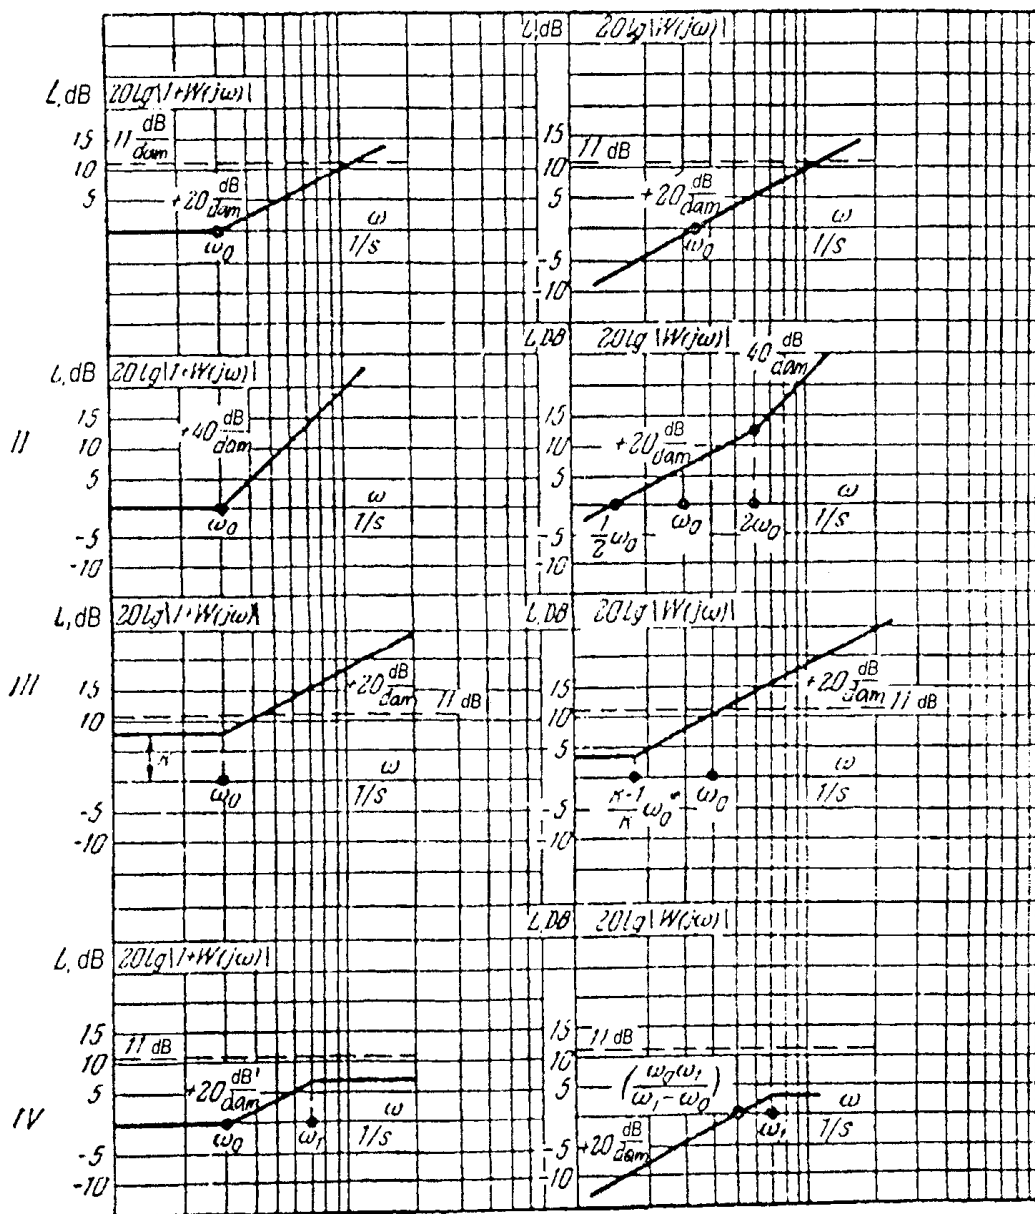 L, dB 20lg|1+W(jω)|
15 11 dB/dam
10
5 +20 dB/dam
ω
1/s
ω₀
L, dB 20lg|W(jω)|
15
11 dB
10
5
+20 dB/dam
ω
1/s
ω₀
-5
-10
II
L, dB 20lg|1+W(jω)|
15
10
5
+40 dB/dam
ω
1/s
ω₀
-5
-10
L, DB 20lg|W(jω)|
40 dB/dam
15
10
5
+20 dB/dam
ω
1/s
1/2 ω₀
ω₀
2ω₀
-5
-10
III
L, dB 20lg|1+W(jω)|
15
10
+20 dB/dam 11 dB
ω
1/s
ω₀
-5
-10
L, DB 20lg|W(jω)|
15
10
5
+20 dB/dam 11 dB
ω
1/s
κ-1/κ ω₀
ω₀
-5
-10
IV
L, dB 20lg|1+W(jω)|
15
11 dB
10
5
+20 dB/dam
ω
1/s
ω₀
ω₁
-5
-10
L, DB 20lg|W(jω)|
15
11 dB
10
5
(ω₀ω₁/ω₁-ω₀)
ω
1/s
ω₁
+20 dB/dam
-5
-10